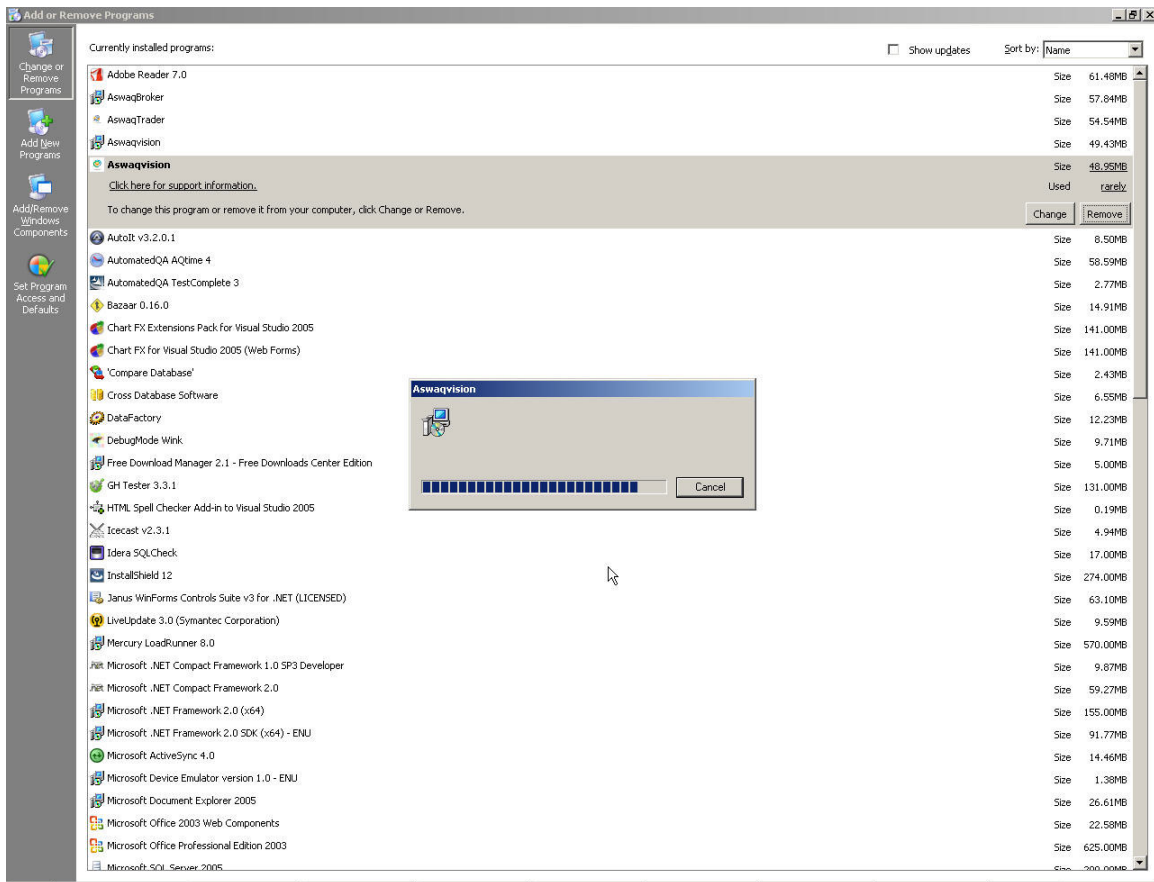 Add or Remove Programs
Change or
Remove
Programs
Add New
Programs
Add/Remove
Windows
Components
Set Program
Access and
Defaults
Currently installed programs:
Show updates
Sort by: Name
Adobe Reader 7.0 Size 61.48MB
AswaqBroker Size 57.84MB
AswaqTrader Size 54.54MB
Aswaqvision Size 49.43MB
Aswaqvision Size 48.95MB
Click here for support information. Used rarely
To change this program or remove it from your computer, click Change or Remove. Change Remove
AutoIt v3.2.0.1 Size 8.50MB
AutomatedQA AQtime 4 Size 58.59MB
AutomatedQA TestComplete 3 Size 2.77MB
Bazaar 0.16.0 Size 14.91MB
Chart FX Extensions Pack for Visual Studio 2005 Size 141.00MB
Chart FX for Visual Studio 2005 (Web Forms) Size 141.00MB
'Compare Database' Size 2.43MB
Cross Database Software Size 6.55MB
DataFactory Size 12.23MB
DebugMode Wink Size 9.71MB
Free Download Manager 2.1 - Free Downloads Center Edition Size 5.00MB
GH Tester 3.3.1 Size 131.00MB
HTML Spell Checker Add-in to Visual Studio 2005 Size 0.19MB
Icecast v2.3.1 Size 4.94MB
Idera SQLCheck Size 17.00MB
InstallShield 12 Size 274.00MB
Janus WinForms Controls Suite v3 for .NET (LICENSED) Size 63.10MB
LiveUpdate 3.0 (Symantec Corporation) Size 9.59MB
Mercury LoadRunner 8.0 Size 570.00MB
Microsoft .NET Compact Framework 1.0 SP3 Developer Size 9.87MB
Microsoft .NET Compact Framework 2.0 Size 59.27MB
Microsoft .NET Framework 2.0 (x64) Size 155.00MB
Microsoft .NET Framework 2.0 SDK (x64) - ENU Size 91.77MB
Microsoft ActiveSync 4.0 Size 14.46MB
Microsoft Device Emulator version 1.0 - ENU Size 1.38MB
Microsoft Document Explorer 2005 Size 26.61MB
Microsoft Office 2003 Web Components Size 22.58MB
Microsoft Office Professional Edition 2003 Size 625.00MB
Microsoft SQL Server 2005 Size 200.00MB
Aswaqvision
Cancel